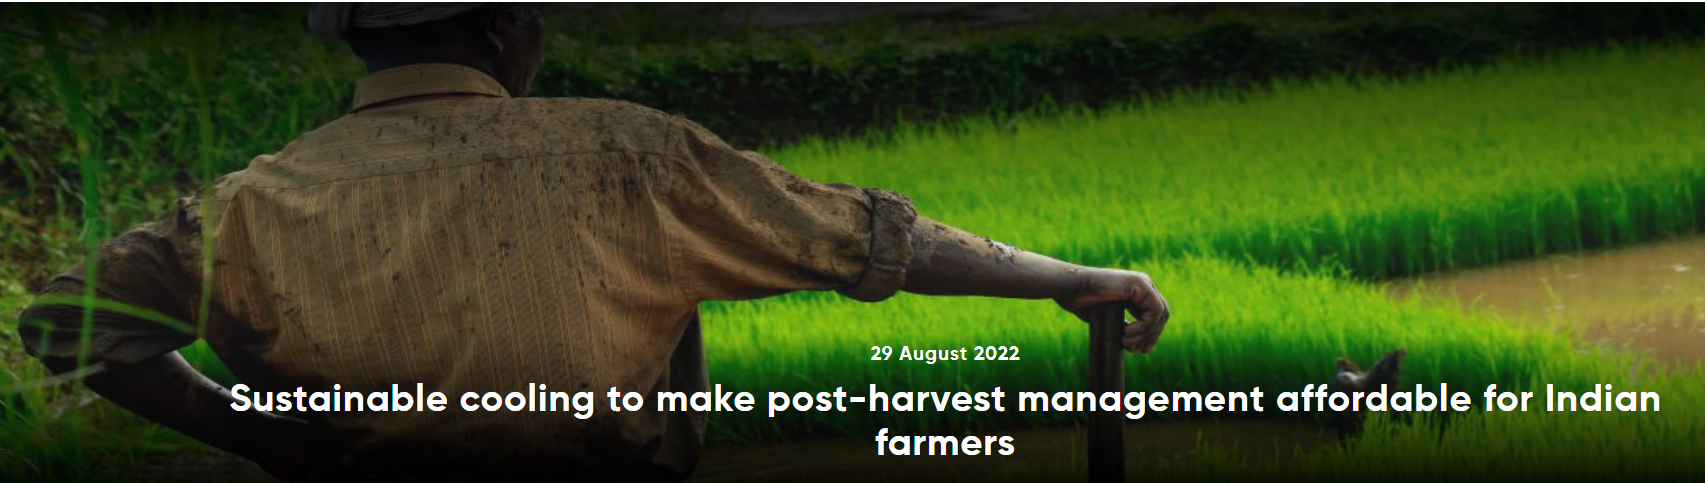 29 August 2022
Sustainable cooling to make post-harvest management affordable for Indian
farmers